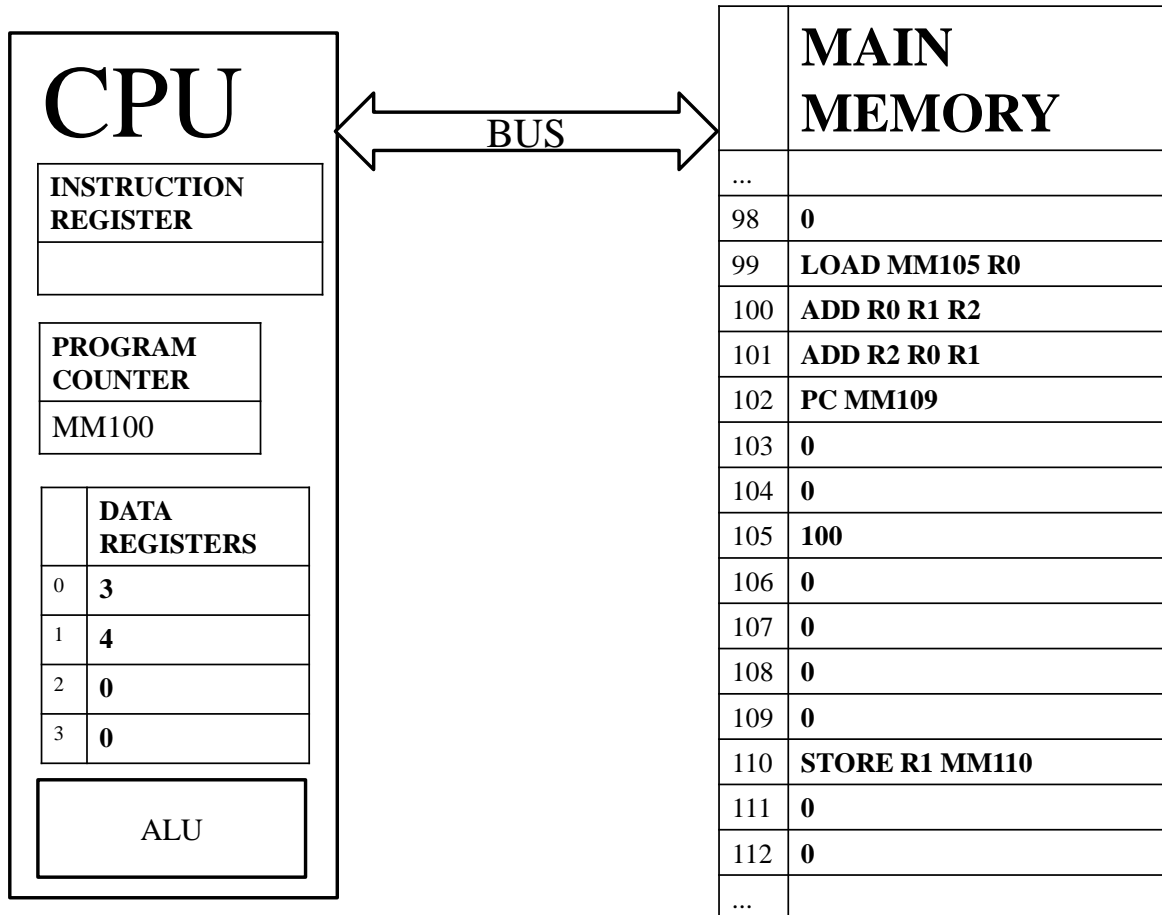 CPU
INSTRUCTION
REGISTER
PROGRAM
COUNTER
MM100
DATA
REGISTERS
0 3
1 4
2 0
3 0
ALU
BUS
MAIN
MEMORY
...
98 0
99 LOAD MM105 R0
100 ADD R0 R1 R2
101 ADD R2 R0 R1
102 PC MM109
103 0
104 0
105 100
106 0
107 0
108 0
109 0
110 STORE R1 MM110
111 0
112 0
...